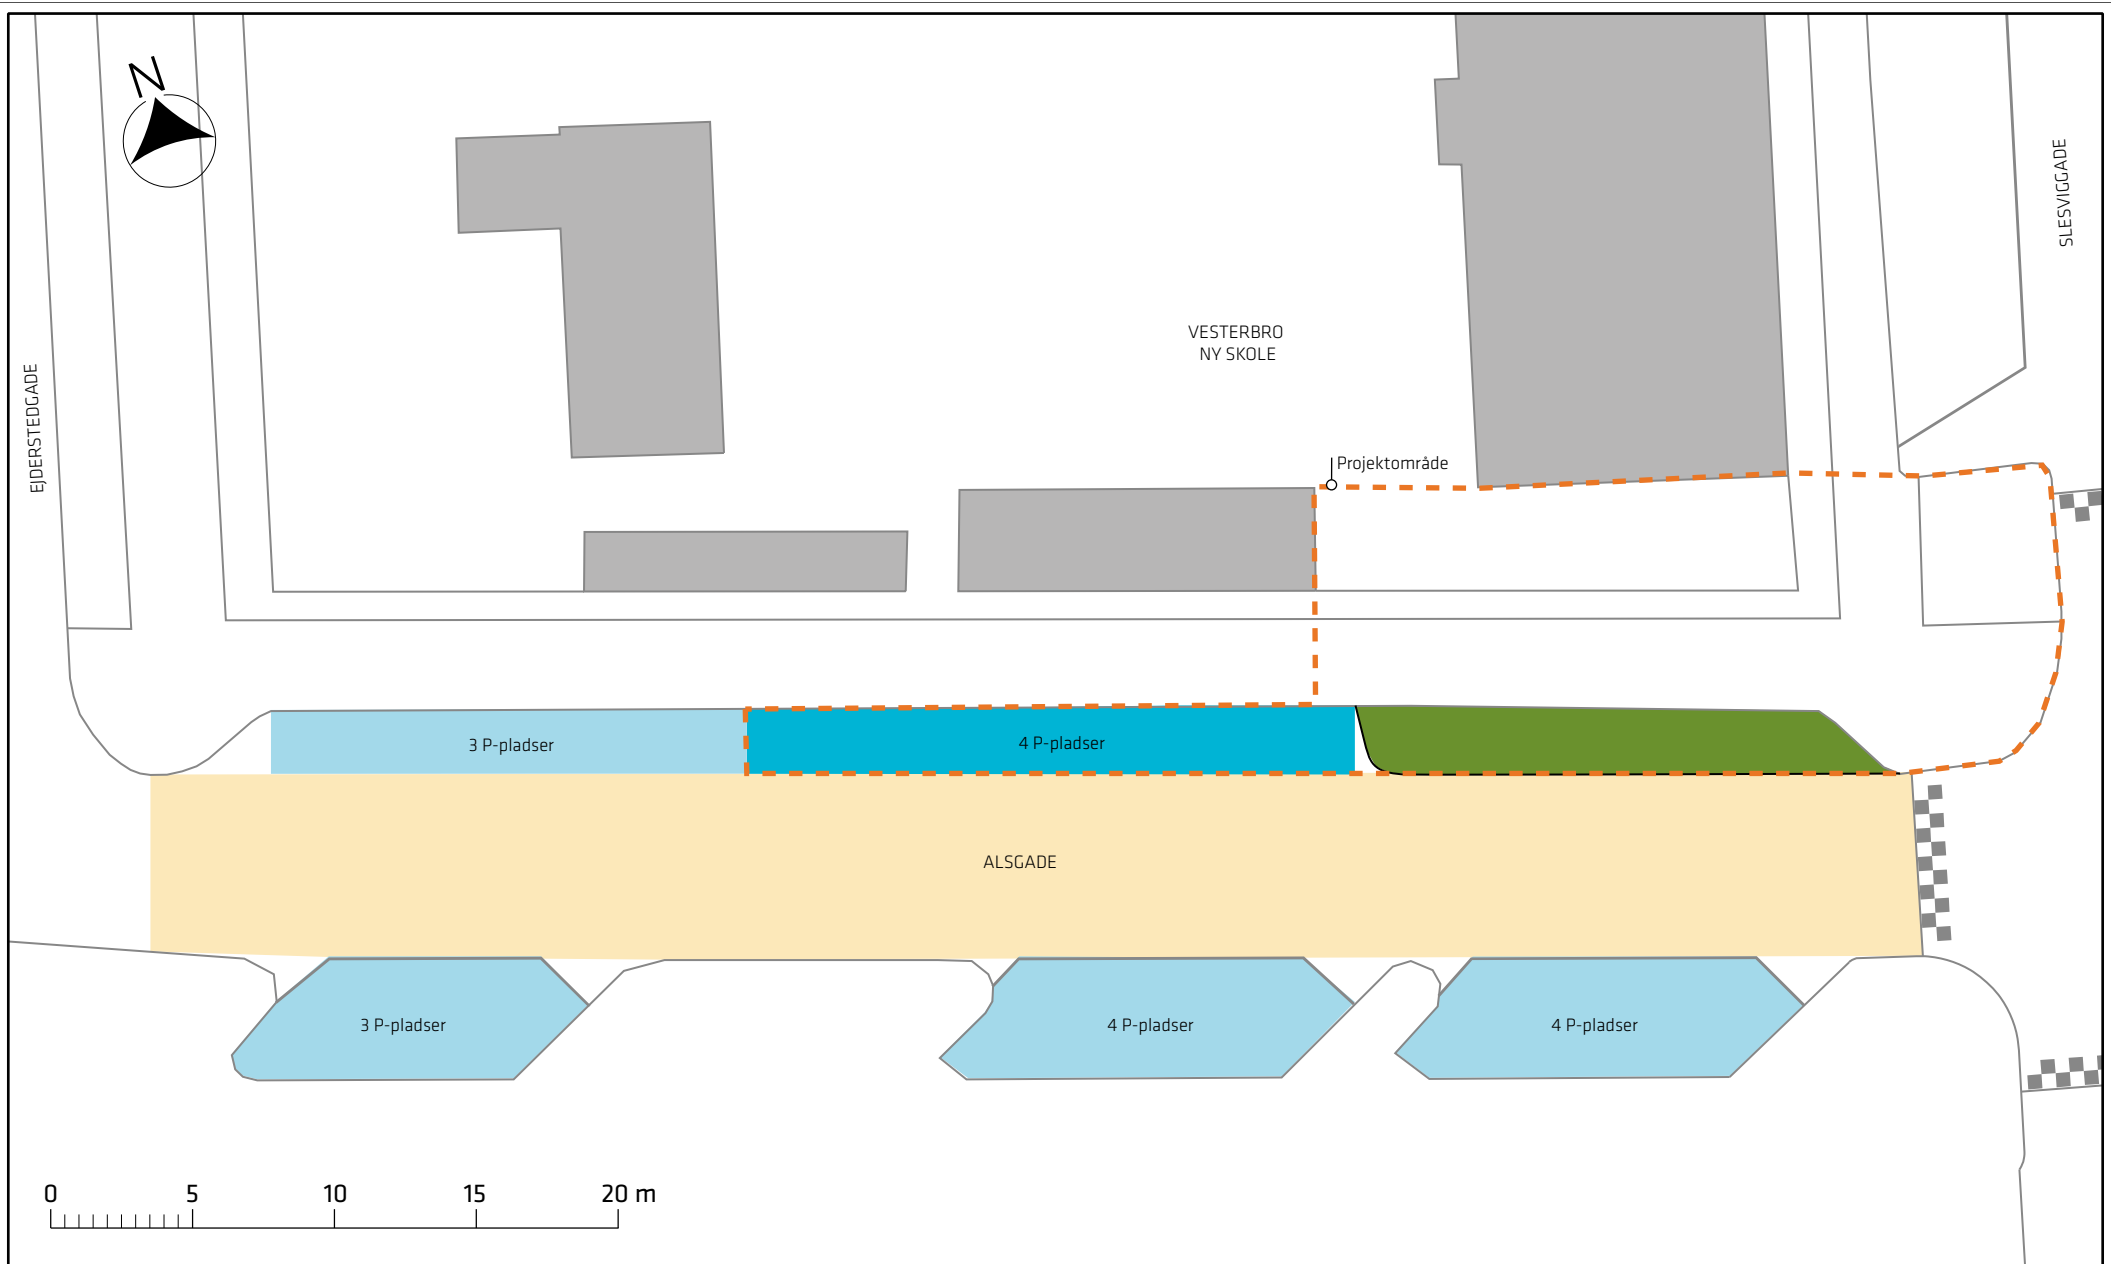 N
SLESVIGGADE
VESTERBRO
NY SKOLE
EJDERSTEDGADE
Projektområde
3 P-pladser
4 P-pladser
ALSGADE
3 P-pladser
4 P-pladser
4 P-pladser
0 5 10 15 20 m